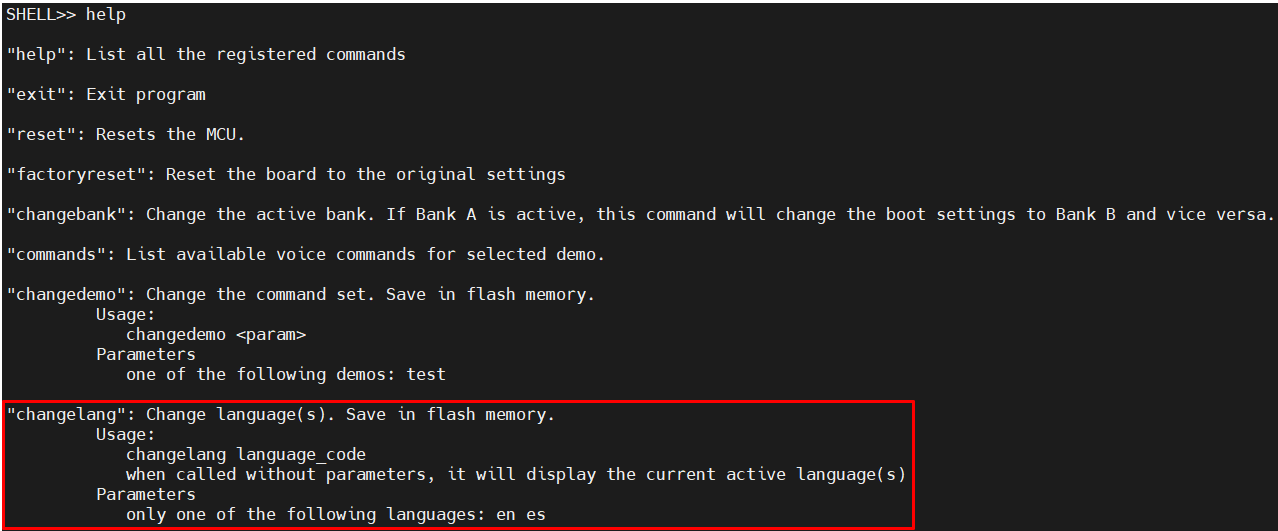 SHELL>> help
"help": List all the registered commands
"exit": Exit program
"reset": Resets the MCU.
"factoryreset": Reset the board to the original settings
"changebank": Change the active bank. If Bank A is active, this command will change the boot settings to Bank B and vice versa.
"commands": List available voice commands for selected demo.
"changedemo": Change the command set. Save in flash memory.
Usage:
changedemo <param>
Parameters
one of the following demos: test
"changelang": Change language(s). Save in flash memory.
Usage:
changelang language_code
when called without parameters, it will display the current active language(s)
Parameters
only one of the following languages: en es